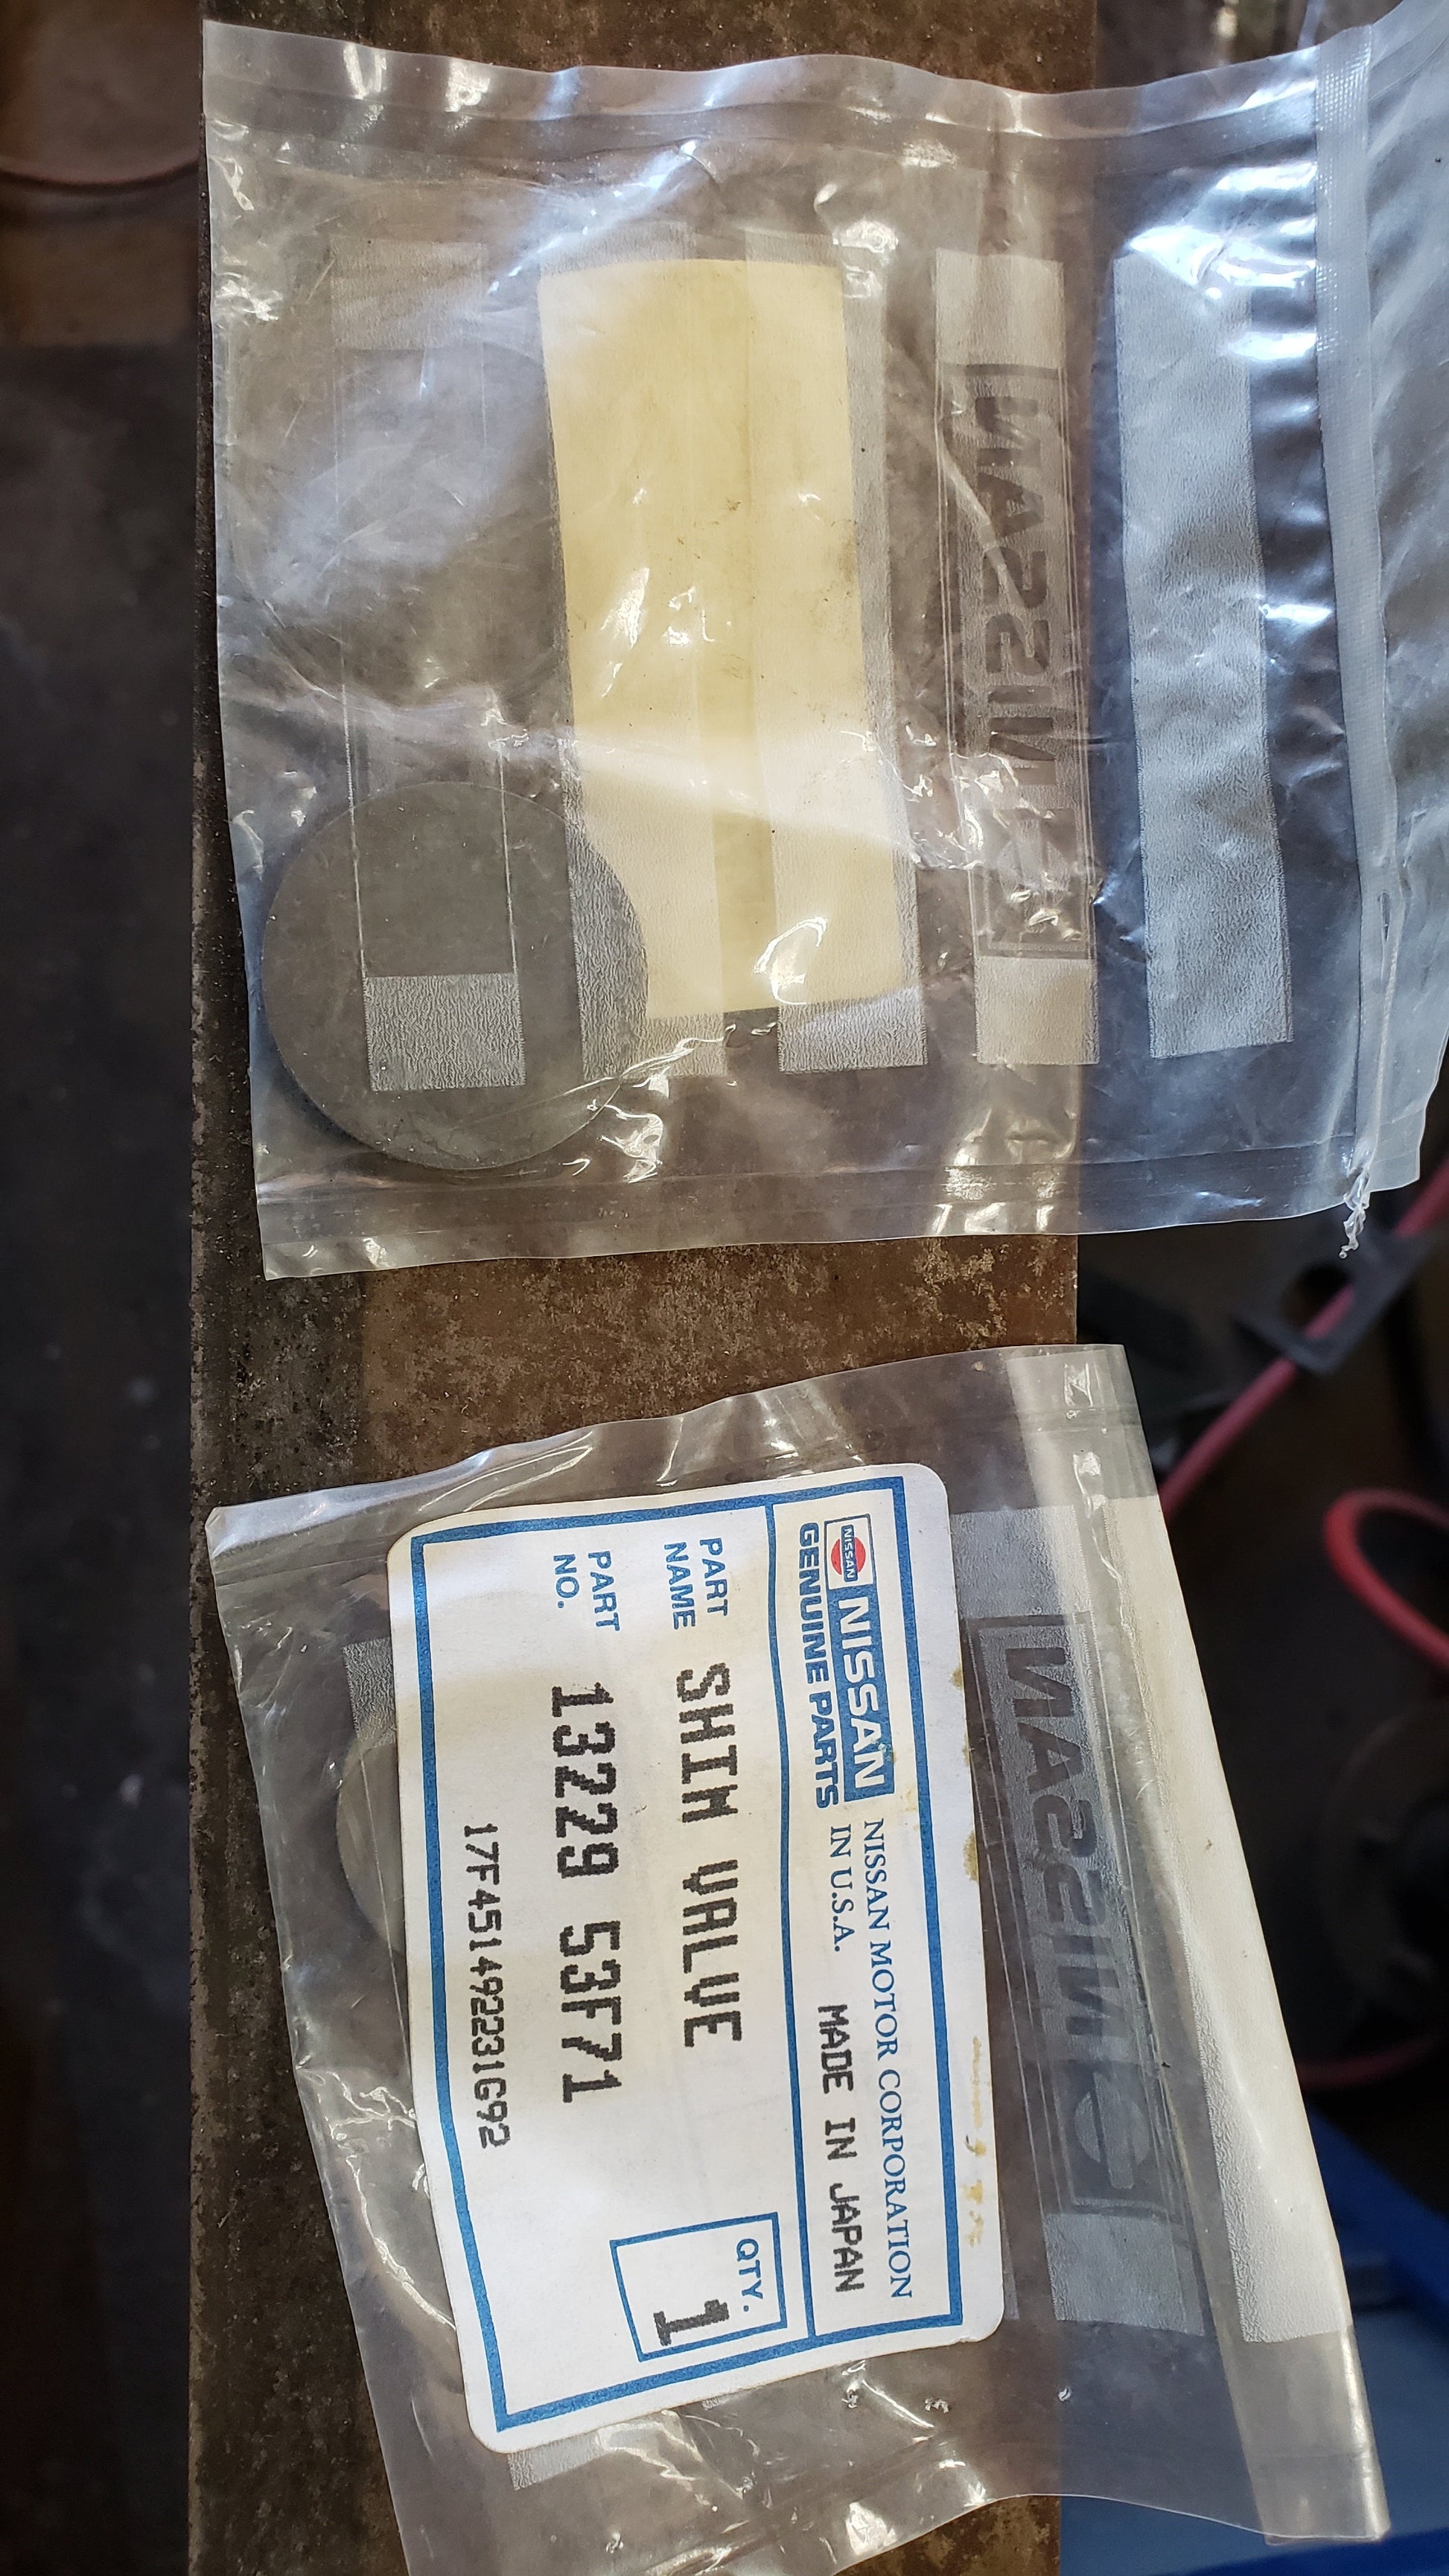 NISSAN
NISSAN
NISSAN NISSAN MOTOR CORPORATION
GENUINE PARTS IN U.S.A. MADE IN JAPAN
PART NAME SHIM VALVE
QTY. 1
PART NO. 13229 53F71
17F45149223IG92
NISSAN